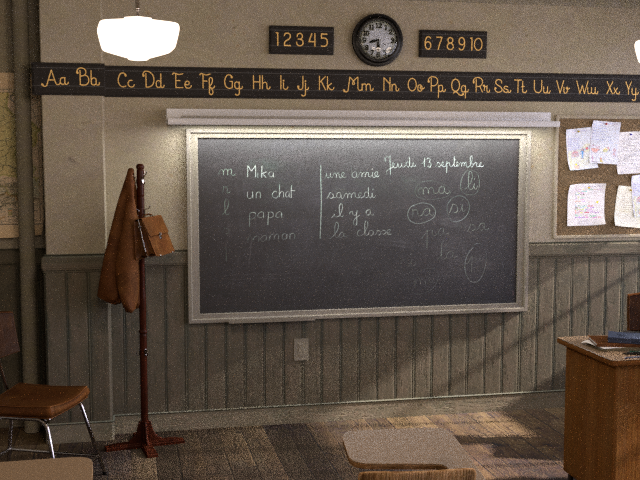 12345
678910
Aa Bb Cc Dd Ee Ff Gg Hh Ii Jj Kk Mm Nn Oo Pp Qq Rr Ss Tt Uu Vv Ww Xx Yy
Jeudi 13 septembre
m Mika une amie ma li
r un chat samedi
l papa il y a ra si
maman la classe